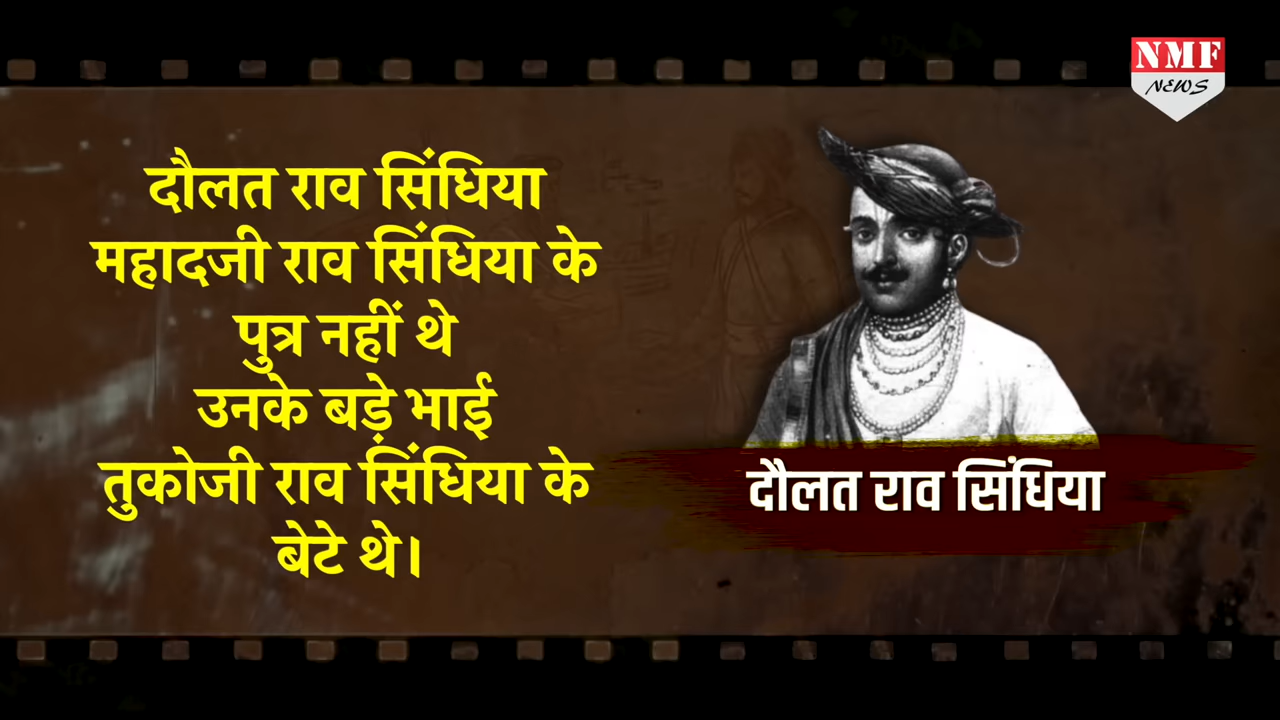 NMF
NEWS
दौलत राव सिंधिया
महादजी राव सिंधिया के
पुत्र नहीं थे
उनके बड़े भाई
तुकोजी राव सिंधिया के
बेटे थे।
दौलत राव सिंधिया